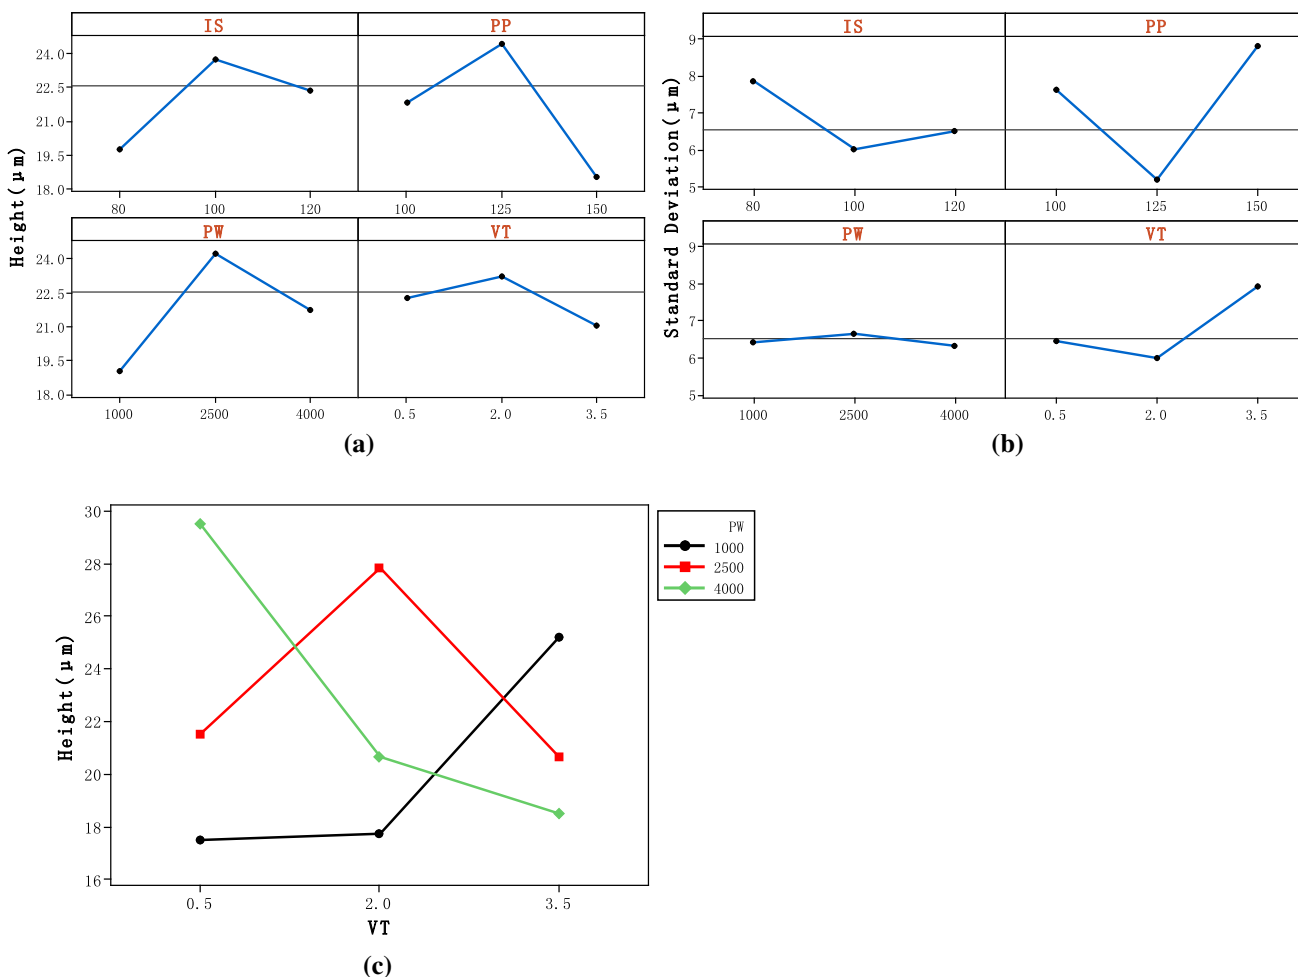 IS PP
Height(μm)
24.0
22.5
21.0
19.5
18.0
80 100 120 100 125 150
PW VT
24.0
22.5
21.0
19.5
18.0
1000 2500 4000 0.5 2.0 3.5
(a)
IS PP
Standard Deviation(μm)
9
8
7
6
5
80 100 120 100 125 150
PW VT
9
8
7
6
5
1000 2500 4000 0.5 2.0 3.5
(b)
Height(μm)
30
28
26
24
22
20
18
16
0.5 2.0 3.5
VT
PW
1000
2500
4000
(c)